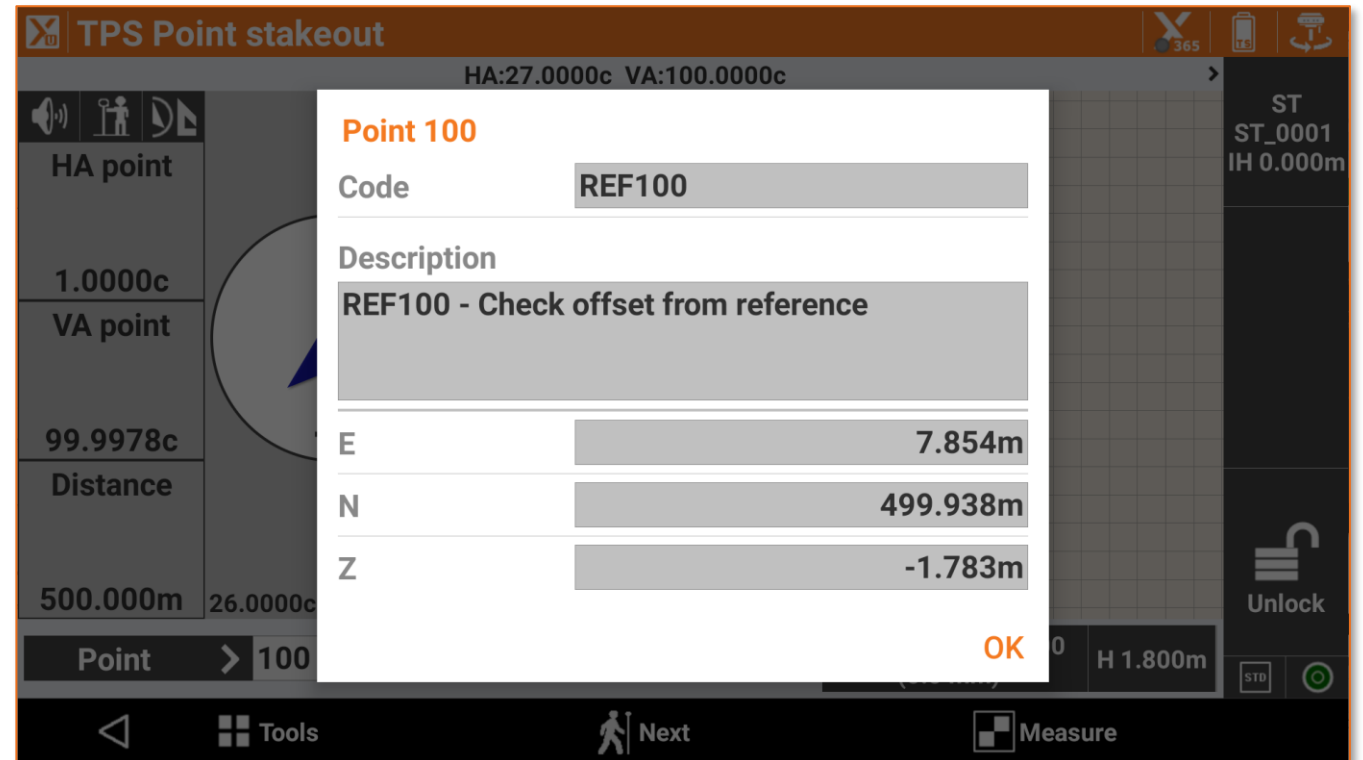 TPS Point stakeout
365
TS
HA:27.0000c VA:100.0000c
ST
ST_0001
IH 0.000m
HA point
1.0000c
VA point
99.9978c
Distance
500.000m
26.0000c
Point 100
Code REF100
Description
REF100 - Check offset from reference
E 7.854m
N 499.938m
Z -1.783m
OK
Unlock
Point 100
H 1.800m
STD
Tools
Next
Measure